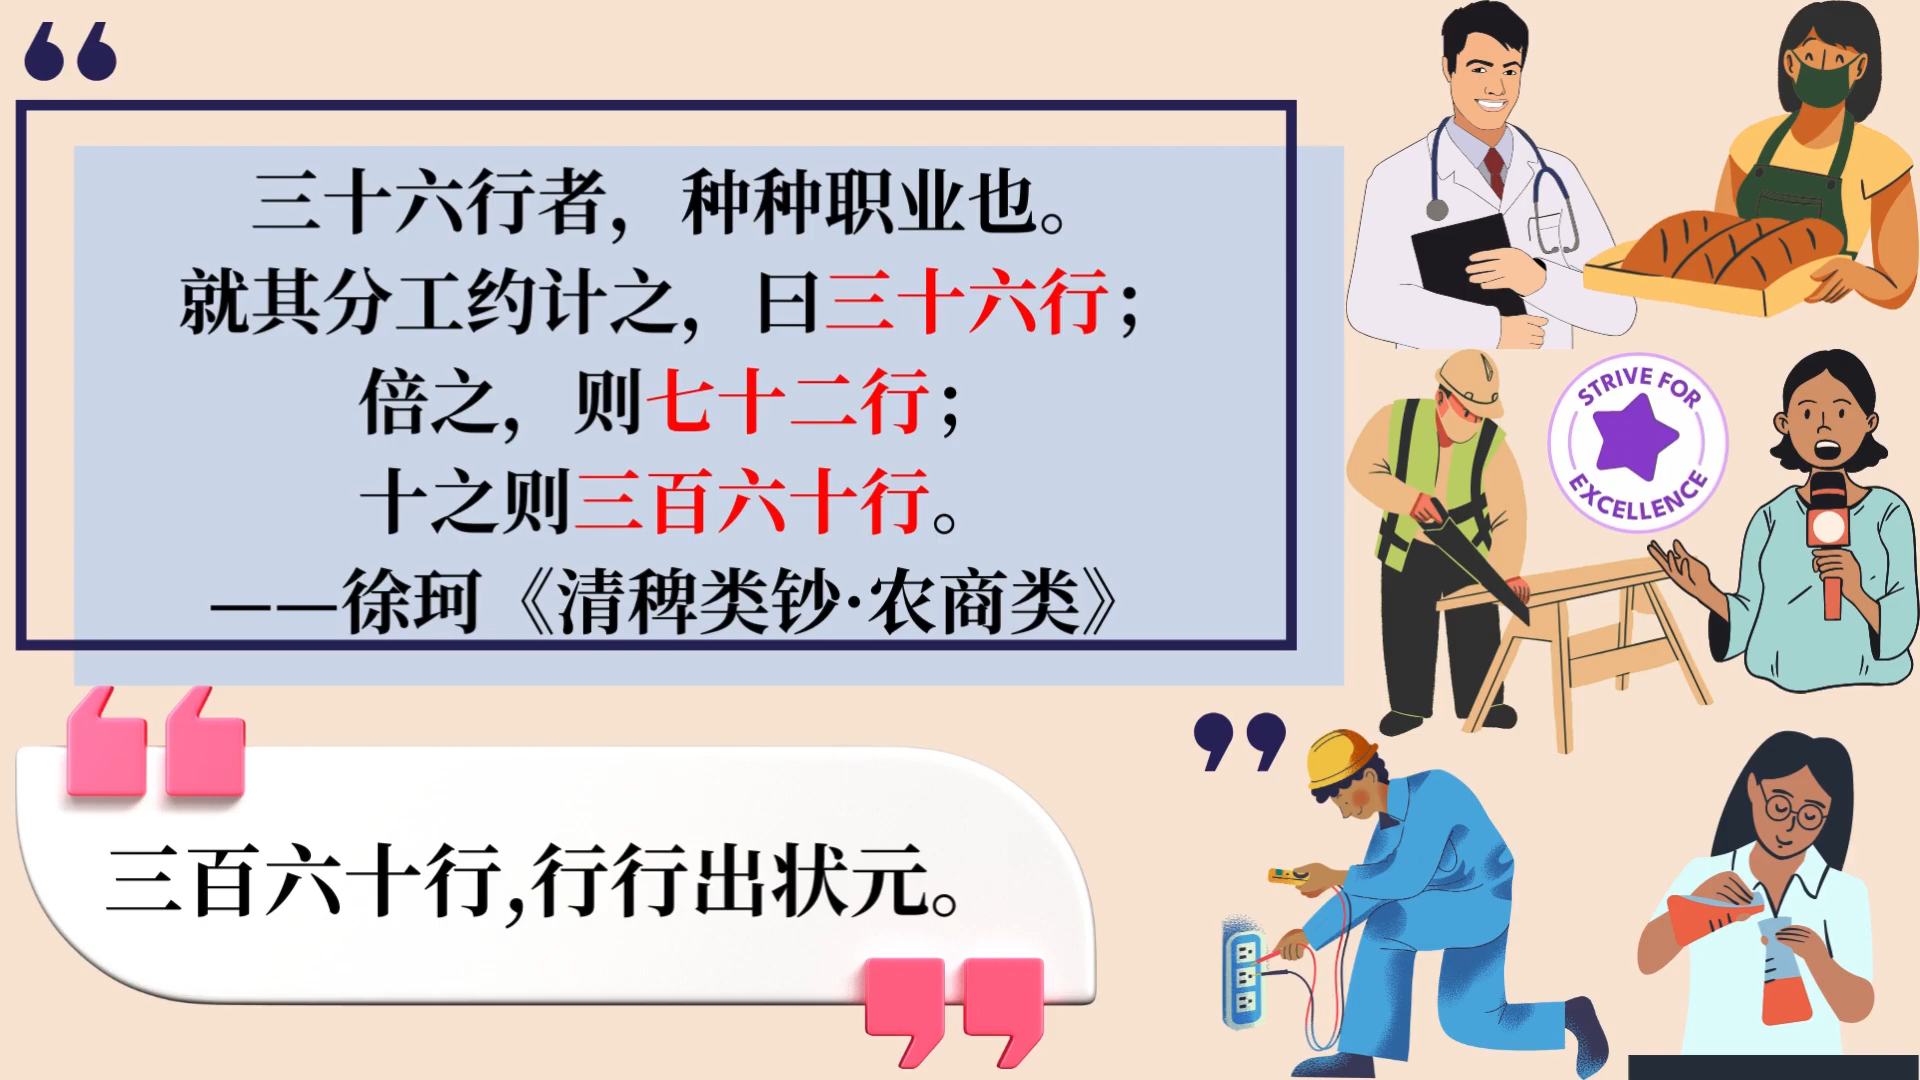 三十六行者，种种职业也。
就其分工约计之，曰三十六行；
倍之，则七十二行；
十之则三百六十行。
——徐珂《清稗类钞·农商类》
三百六十行,行行出状元。
STRIVE FOR
EXCELLENCE